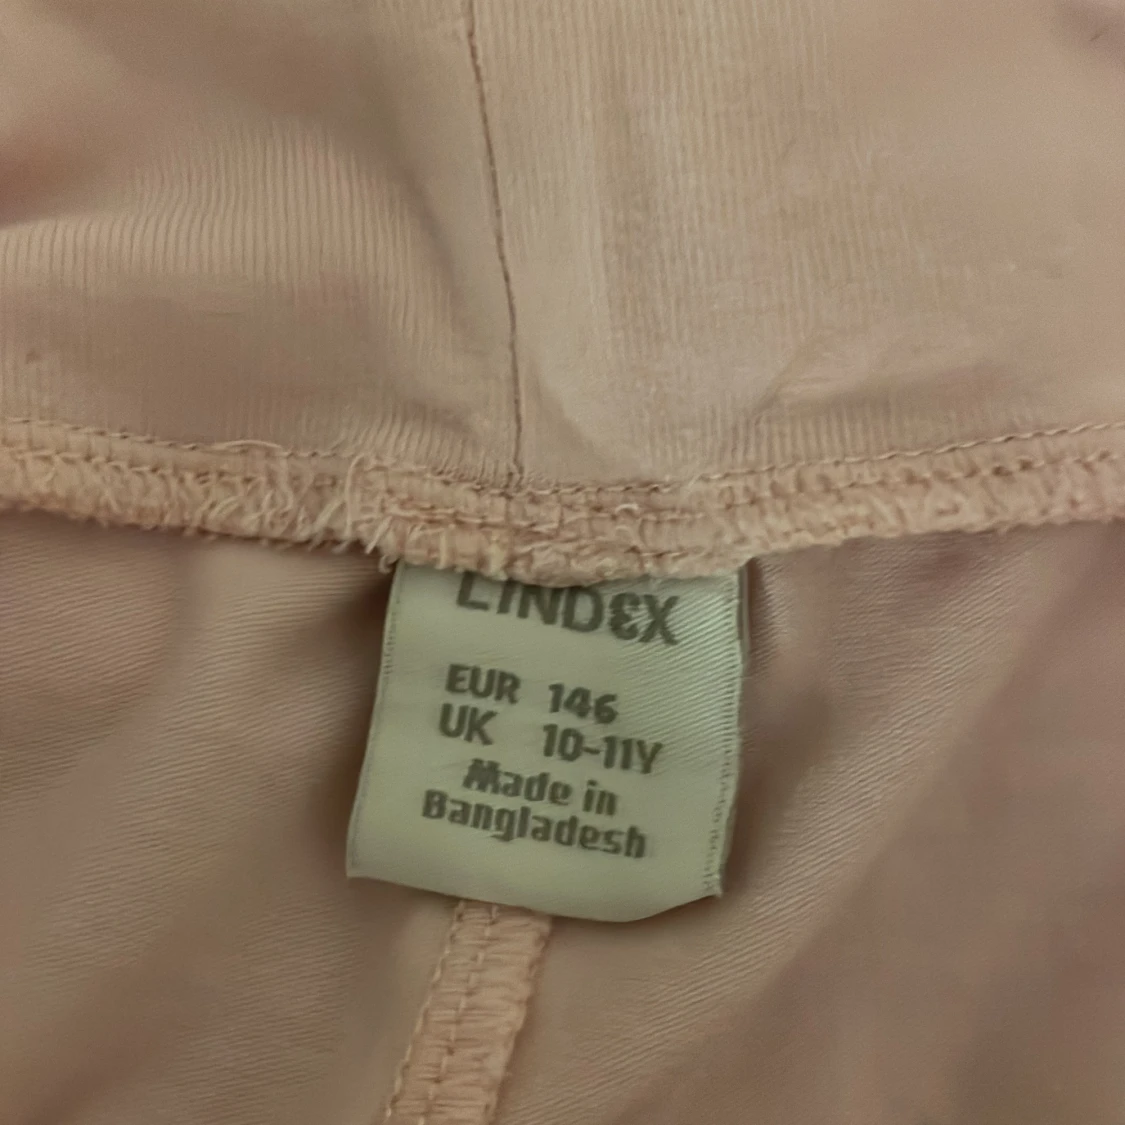 LINDEX
EUR 146
UK 10-11Y
Made in
Bangladesh